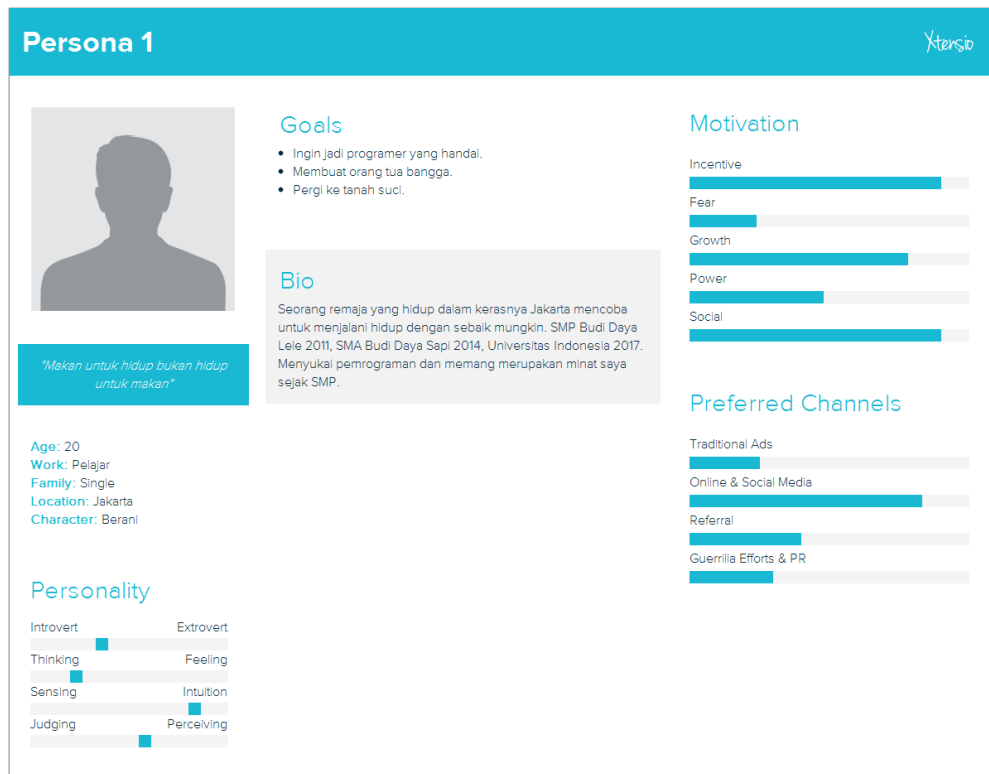 Persona 1
Xtensio
"Makan untuk hidup bukan hidup
untuk makan"
Age: 20
Work: Pelajar
Family: Single
Location: Jakarta
Character: Berani
Personality
Introvert Extrovert
Thinking Feeling
Sensing Intuition
Judging Perceiving
Goals
Ingin jadi programer yang handal.
Membuat orang tua bangga.
Pergi ke tanah suci.
Bio
Seorang remaja yang hidup dalam kerasnya Jakarta mencoba
untuk menjalani hidup dengan sebaik mungkin. SMP Budi Daya
Lele 2011, SMA Budi Daya Sapi 2014, Universitas Indonesia 2017.
Menyukai pemrograman dan memang merupakan minat saya
sejak SMP.
Motivation
Incentive
Fear
Growth
Power
Social
Preferred Channels
Traditional Ads
Online & Social Media
Referral
Guerrilla Efforts & PR